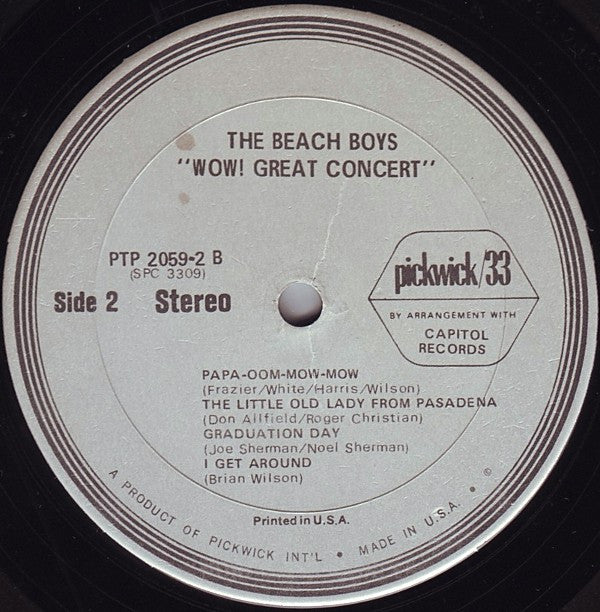 THE BEACH BOYS
"WOW! GREAT CONCERT"
PTP 2059-2 B
(SPC 3309)
Side 2 Stereo
pickwick/33
BY ARRANGEMENT WITH
CAPITOL
RECORDS
PAPA-OOM-MOW-MOW
(Frazier/White/Harris/Wilson)
THE LITTLE OLD LADY FROM PASADENA
(Don Allfield/Roger Christian)
GRADUATION DAY
(Joe Sherman/Noel Sherman)
I GET AROUND
(Brian Wilson)
Printed in U.S.A.
A PRODUCT OF PICKWICK INT'L • MADE IN U.S.A. • ©